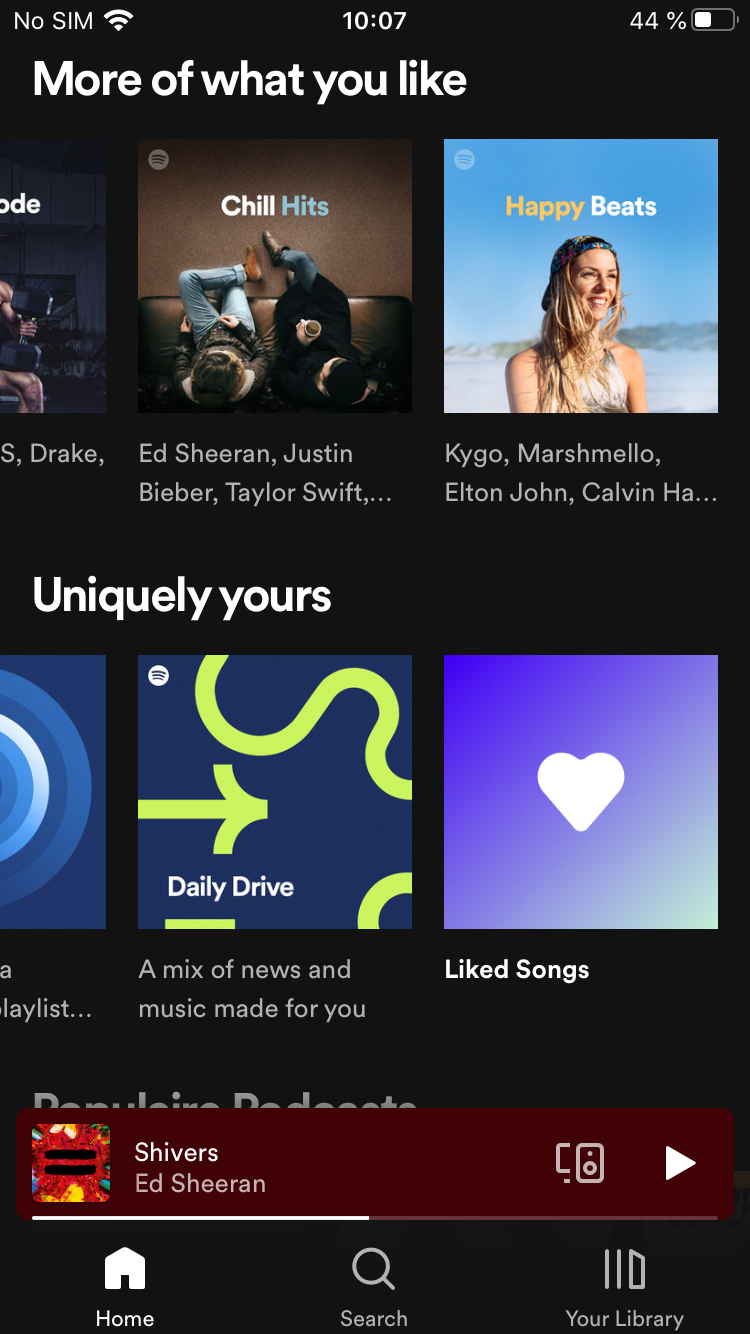 No SIM 10:07 44 %
More of what you like
ode
Chill Hits
Happy Beats
S, Drake,
Ed Sheeran, Justin
Bieber, Taylor Swift,...
Kygo, Marshmello,
Elton John, Calvin Ha...
Uniquely yours
Daily Drive
a
laylist...
A mix of news and
music made for you
Liked Songs
Populaire Podcasts
Shivers
Ed Sheeran
Home
Search
Your Library